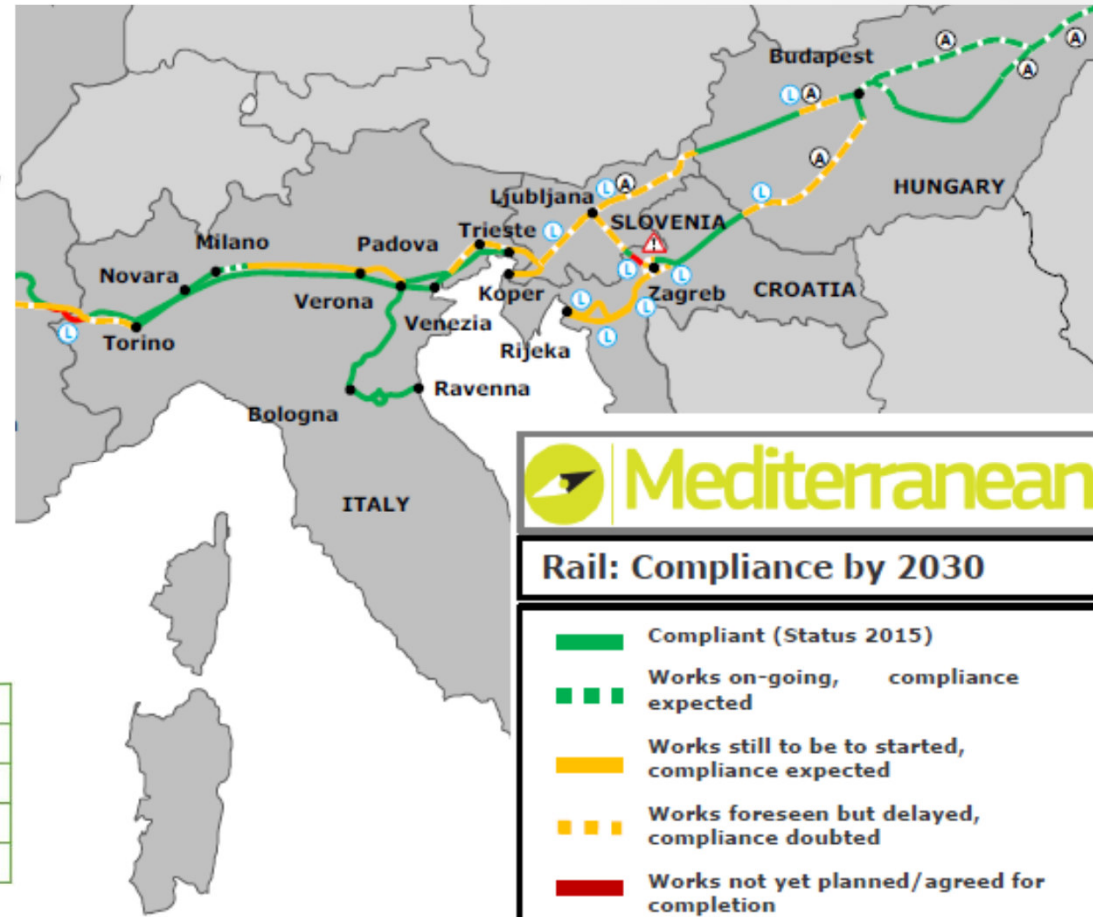 Budapest
A
A
A
L A
A
HUNGARY
L
Ljubljana
L A
SLOVENIA
Trieste
L
Milano
Padova
Novara
Koper
L
L
Zagreb
CROATIA
Verona
Venezia
L
L
Torino
L
Rijeka
L
Ravenna
Bologna
ITALY
Mediterranean
Rail: Compliance by 2030
Compliant (Status 2015)
Works on-going, compliance
expected
Works still to be to started,
compliance expected
Works foreseen but delayed,
compliance doubted
Works not yet planned/agreed for
completion